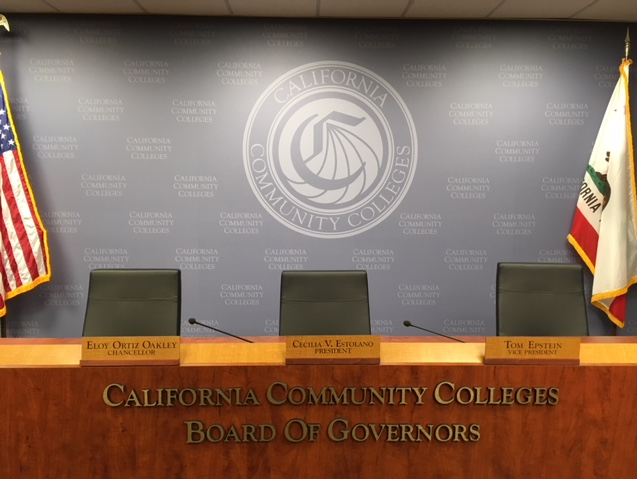 CALIFORNIA
COMMUNITY COLLEGES
CALIFORNIA
COMMUNITY
COLLEGES
CALIFORNIA
ELOY ORTIZ OAKLEY
CHANCELLOR
CECILIA V. ESTOLANO
PRESIDENT
TOM EPSTEIN
VICE PRESIDENT
CALIFORNIA COMMUNITY COLLEGES
BOARD OF GOVERNORS